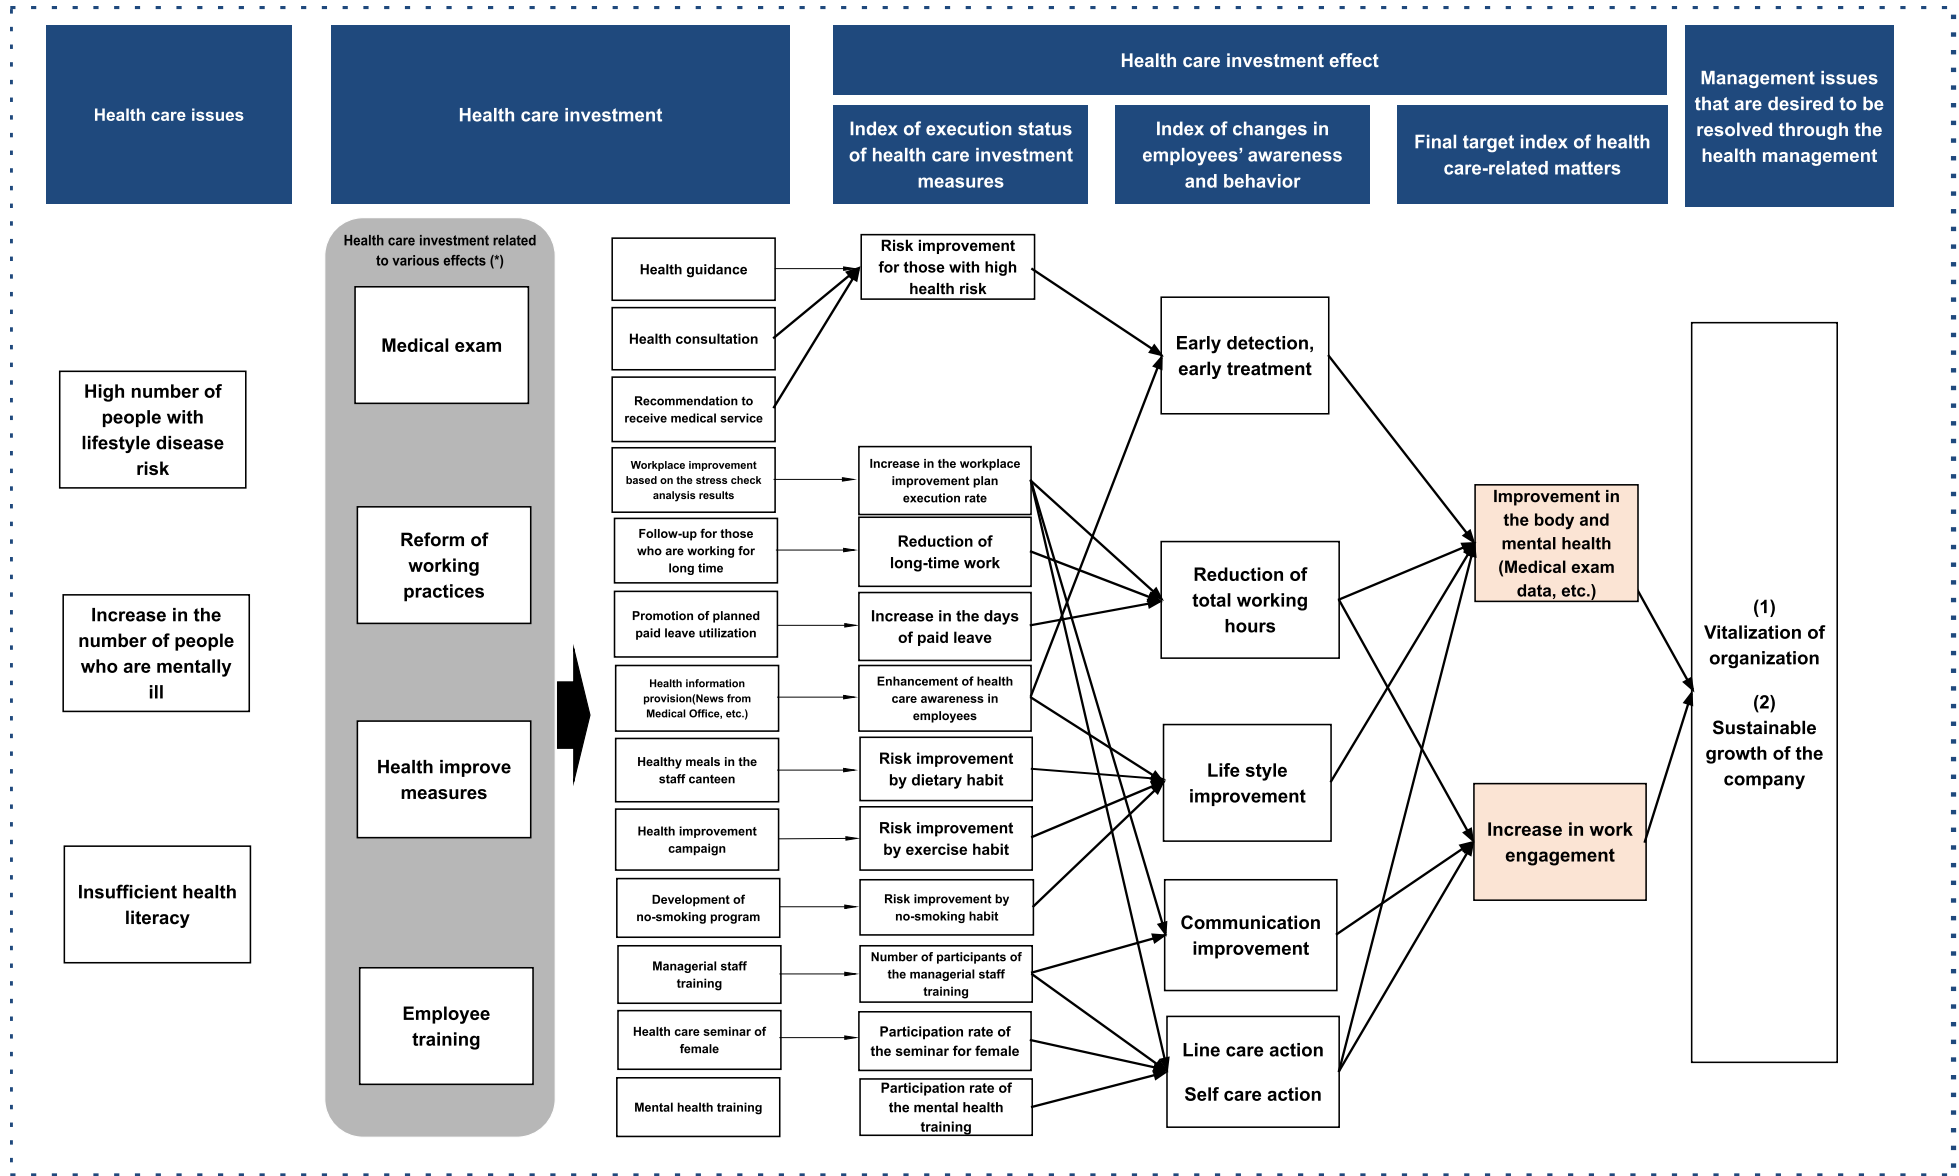 Health care issues
Health care investment
Health care investment effect
Index of execution status
of health care investment
measures
Index of changes in
employees’ awareness
and behavior
Final target index of health
care-related matters
Management issues
that are desired to be
resolved through the
health management
High number of
people with
lifestyle disease
risk
Increase in the
number of people
who are mentally
ill
Insufficient health
literacy
Health care investment related
to various effects (*)
Medical exam
Reform of
working
practices
Health improve
measures
Employee
training
Health guidance
Health consultation
Recommendation to
receive medical service
Workplace improvement
based on the stress check
analysis results
Follow-up for those
who are working for
long time
Promotion of planned
paid leave utilization
Health information
provision(News from
Medical Office, etc.)
Healthy meals in the
staff canteen
Health improvement
campaign
Development of
no-smoking program
Managerial staff
training
Health care seminar of
female
Mental health training
Risk improvement
for those with high
health risk
Increase in the workplace
improvement plan
execution rate
Reduction of
long-time work
Increase in the days
of paid leave
Enhancement of health
care awareness in
employees
Risk improvement
by dietary habit
Risk improvement
by exercise habit
Risk improvement by
no-smoking habit
Number of participants of
the managerial staff
training
Participation rate of
the seminar for female
Participation rate of
the mental health
training
Early detection,
early treatment
Reduction of
total working
hours
Life style
improvement
Communication
improvement
Line care action
Self care action
Improvement in
the body and
mental health
(Medical exam
data, etc.)
Increase in work
engagement
(1)
Vitalization of
organization
(2)
Sustainable
growth of the
company